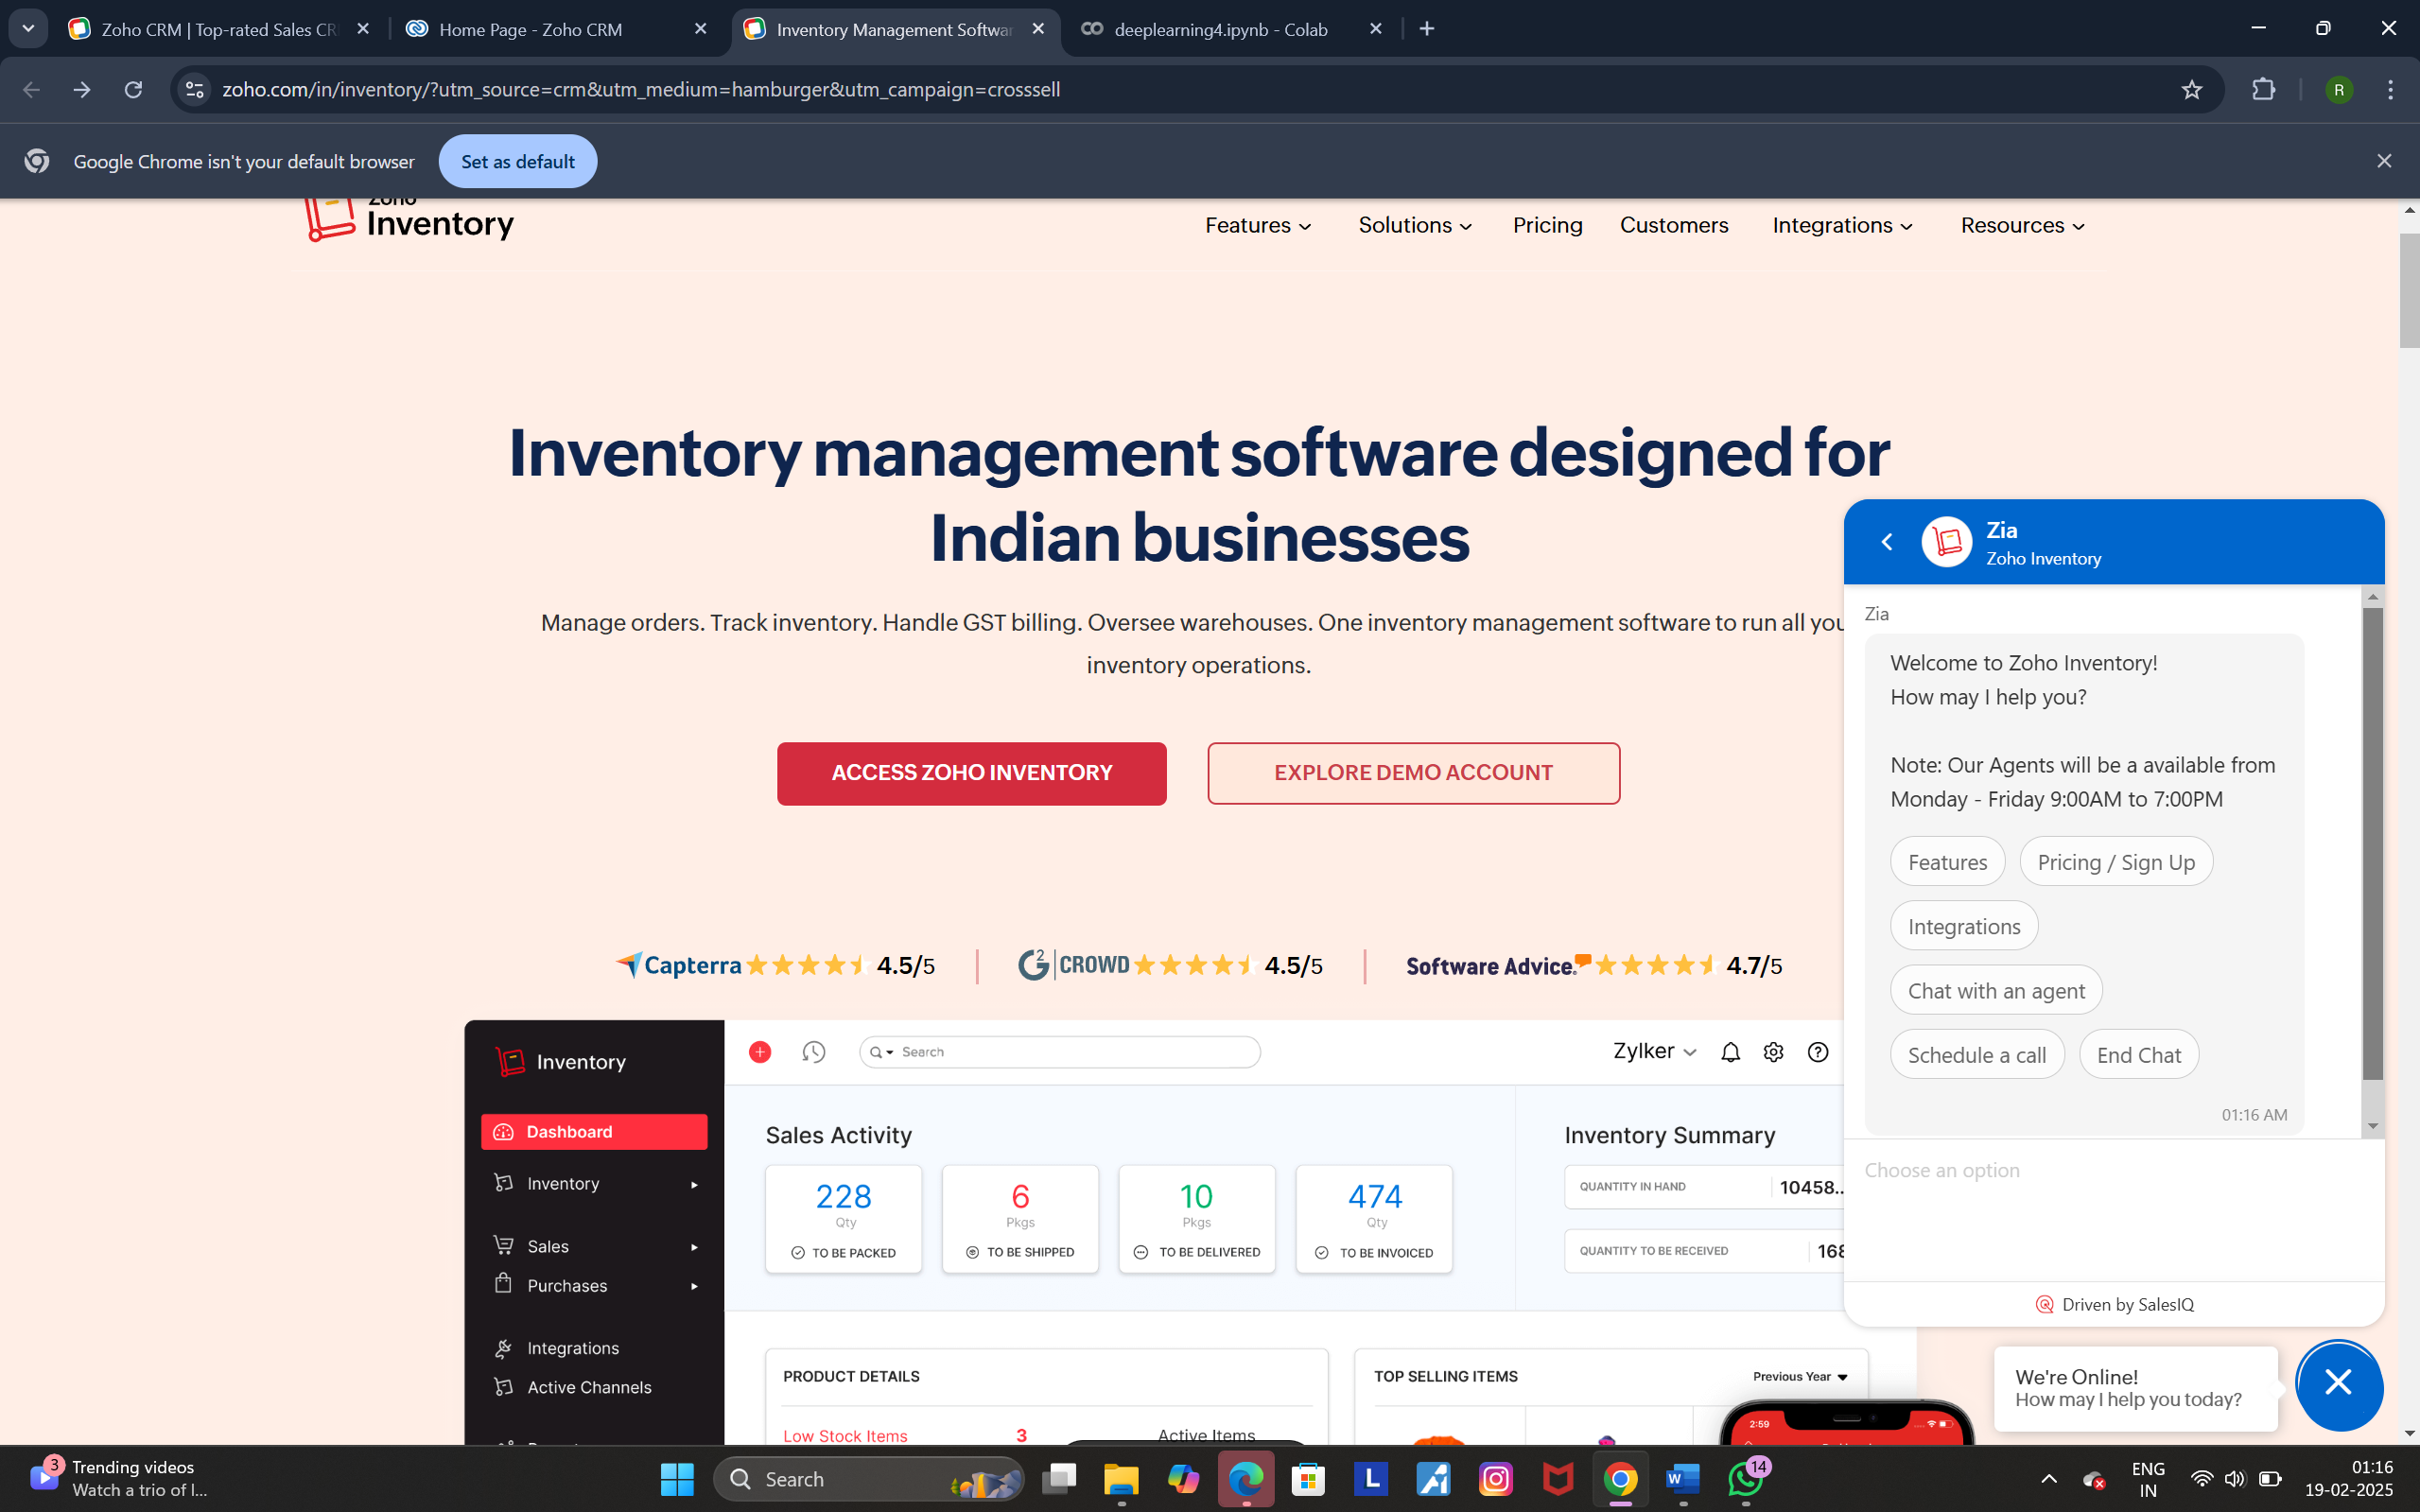 Zoho CRM | Top-rated Sales CR
Home Page - Zoho CRM
Inventory Management Softwar
deeplearning4.ipynb - Colab
zoho.com/in/inventory/?utm_source=crm&utm_medium=hamburger&utm_campaign=crosssell
R
Google Chrome isn't your default browser
Set as default
Zoho
Inventory
Features
Solutions
Pricing
Customers
Integrations
Resources
Inventory management software designed for
Indian businesses
Manage orders. Track inventory. Handle GST billing. Oversee warehouses. One inventory management software to run all you
inventory operations.
ACCESS ZOHO INVENTORY
EXPLORE DEMO ACCOUNT
Capterra 4.5/5
G2 CROWD 4.5/5
Software Advice. 4.7/5
Inventory
Search
Zylker
Dashboard
Inventory
Sales
Purchases
Integrations
Active Channels
Sales Activity
228
Qty
TO BE PACKED
6
Pkgs
TO BE SHIPPED
10
Pkgs
TO BE DELIVERED
474
Qty
TO BE INVOICED
Inventory Summary
QUANTITY IN HAND
10458..
QUANTITY TO BE RECEIVED
168
PRODUCT DETAILS
Low Stock Items
3
Active Items
TOP SELLING ITEMS
Previous Year
2:59
Zia
Zoho Inventory
Zia
Welcome to Zoho Inventory!
How may I help you?
Note: Our Agents will be a available from
Monday - Friday 9:00AM to 7:00PM
Features
Pricing / Sign Up
Integrations
Chat with an agent
Schedule a call
End Chat
01:16 AM
Choose an option
Driven by SalesIQ
We're Online!
How may I help you today?
3
Trending videos
Watch a trio of l...
Search
L
W
14
ENG
IN
01:16
19-02-2025